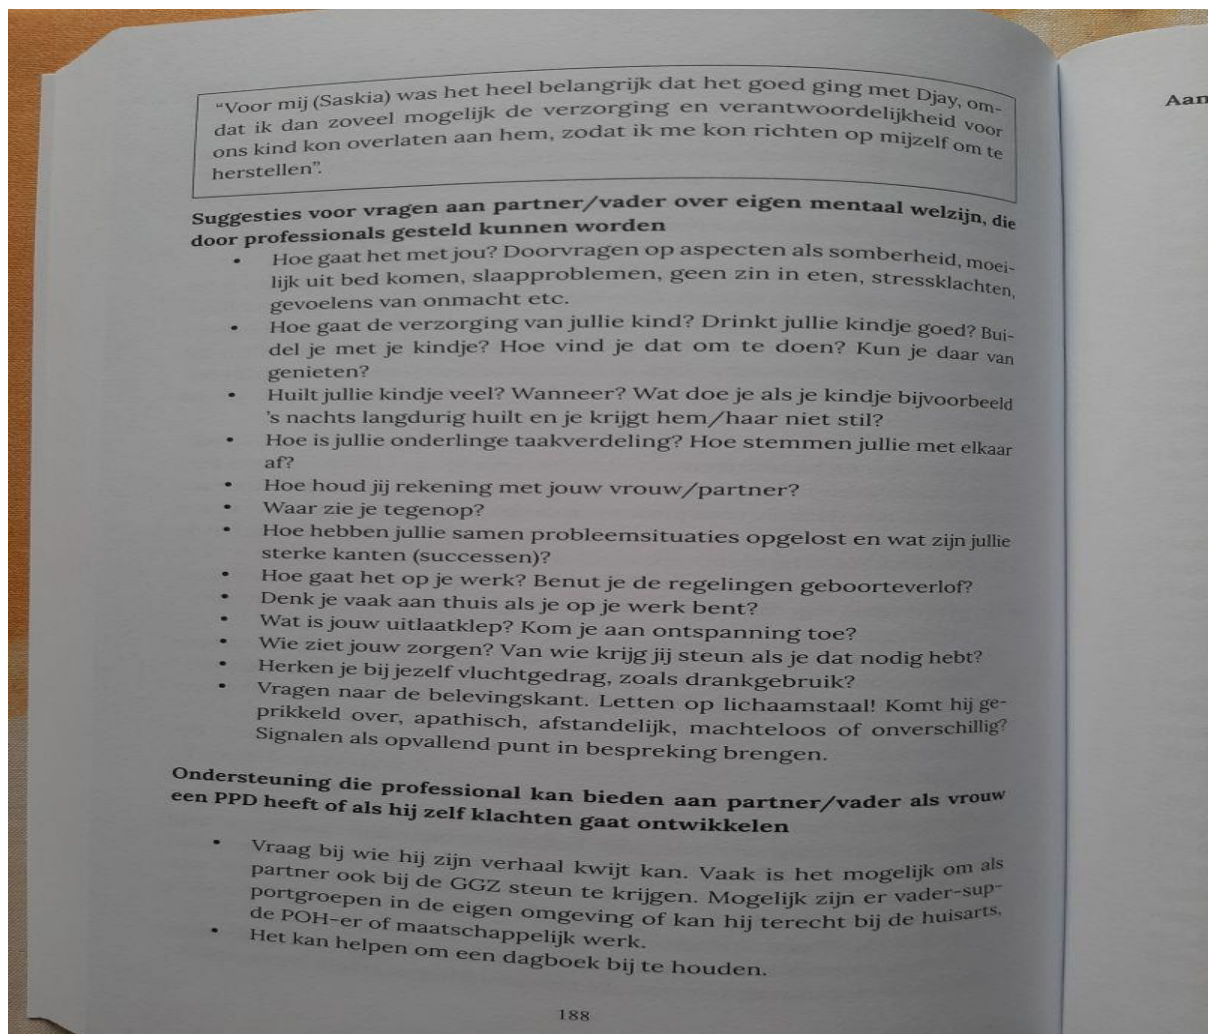 “Voor mij (Saskia) was het heel belangrijk dat het goed ging met Djay, om-
dat ik dan zoveel mogelijk de verzorging en verantwoordelijkheid voor
ons kind kon overlaten aan hem, zodat ik me kon richten op mijzelf om te
herstellen”.
Suggesties voor vragen aan partner/vader over eigen mentaal welzijn, die
door professionals gesteld kunnen worden
• Hoe gaat het met jou? Doorvragen op aspecten als somberheid, moei-
lijk uit bed komen, slaapproblemen, geen zin in eten, stressklachten,
gevoelens van onmacht etc.
• Hoe gaat de verzorging van jullie kind? Drinkt jullie kindje goed? Bui-
del je met je kindje? Hoe vind je dat om te doen? Kun je daar van
genieten?
• Huilt jullie kindje veel? Wanneer? Wat doe je als je kindje bijvoorbeeld
’s nachts langdurig huilt en je krijgt hem/haar niet stil?
• Hoe is jullie onderlinge taakverdeling? Hoe stemmen jullie met elkaar
af?
• Hoe houd jij rekening met jouw vrouw/partner?
• Waar zie je tegenop?
• Hoe hebben jullie samen probleemsituaties opgelost en wat zijn jullie
sterke kanten (successen)?
• Hoe gaat het op je werk? Benut je de regelingen geboorteverlof?
• Denk je vaak aan thuis als je op je werk bent?
• Wat is jouw uitlaatklep? Kom je aan ontspanning toe?
• Wie ziet jouw zorgen? Van wie krijg jij steun als je dat nodig hebt?
• Herken je bij jezelf vluchtgedrag, zoals drankgebruik?
• Vragen naar de belevingskant. Letten op lichaamstaal! Komt hij ge-
prikkeld over, apathisch, afstandelijk, machteloos of onverschillig?
Signalen als opvallend punt in bespreking brengen.
Ondersteuning die professional kan bieden aan partner/vader als vrouw
een PPD heeft of als hij zelf klachten gaat ontwikkelen
• Vraag bij wie hij zijn verhaal kwijt kan. Vaak is het mogelijk om als
partner ook bij de GGZ steun te krijgen. Mogelijk zijn er vader-sup-
portgroepen in de eigen omgeving of kan hij terecht bij de huisarts,
de POH-er of maatschappelijk werk.
• Het kan helpen om een dagboek bij te houden.
188
Aan